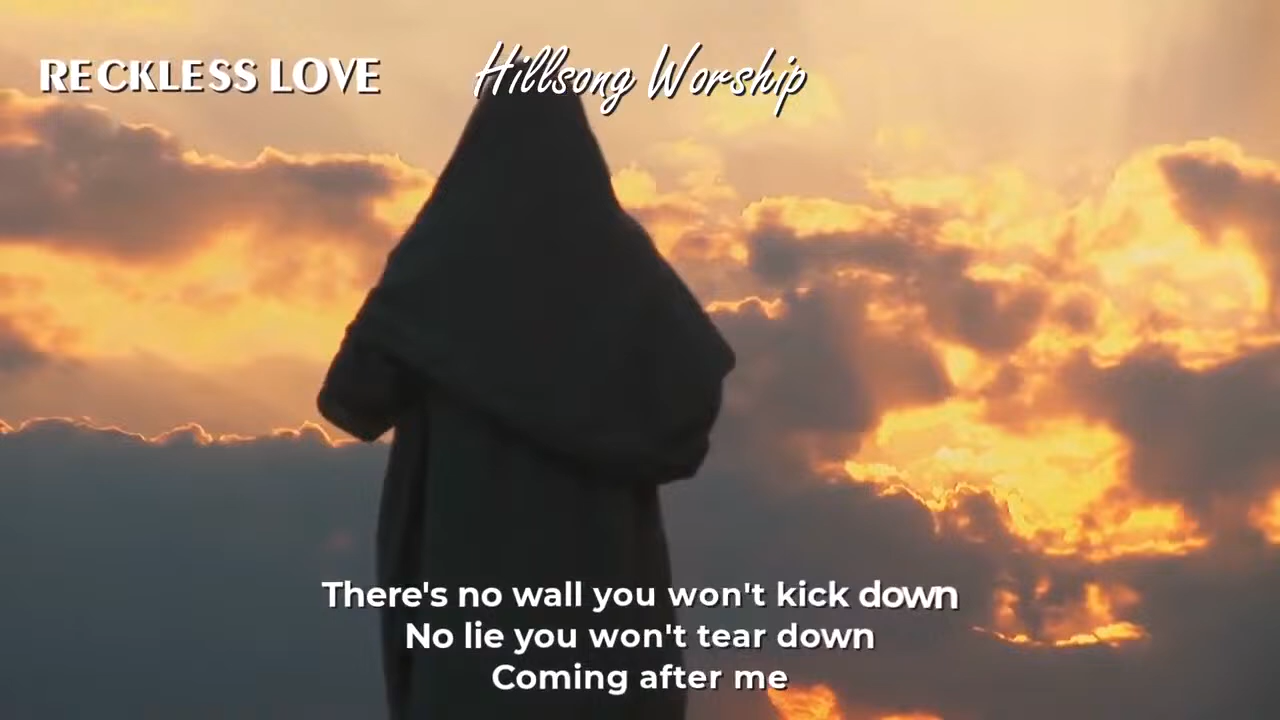 RECKLESS LOVE
Hillsong Worship
There's no wall you won't kick down
No lie you won't tear down
Coming after me